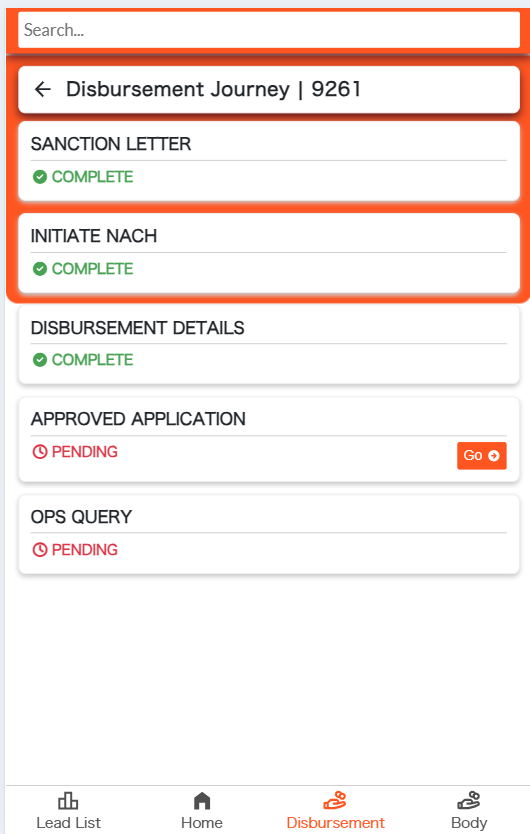 Search...
Disbursement Journey | 9261
SANCTION LETTER
COMPLETE
INITIATE NACH
COMPLETE
DISBURSEMENT DETAILS
COMPLETE
APPROVED APPLICATION
PENDING
Go
OPS QUERY
PENDING
Lead List
Home
Disbursement
Body